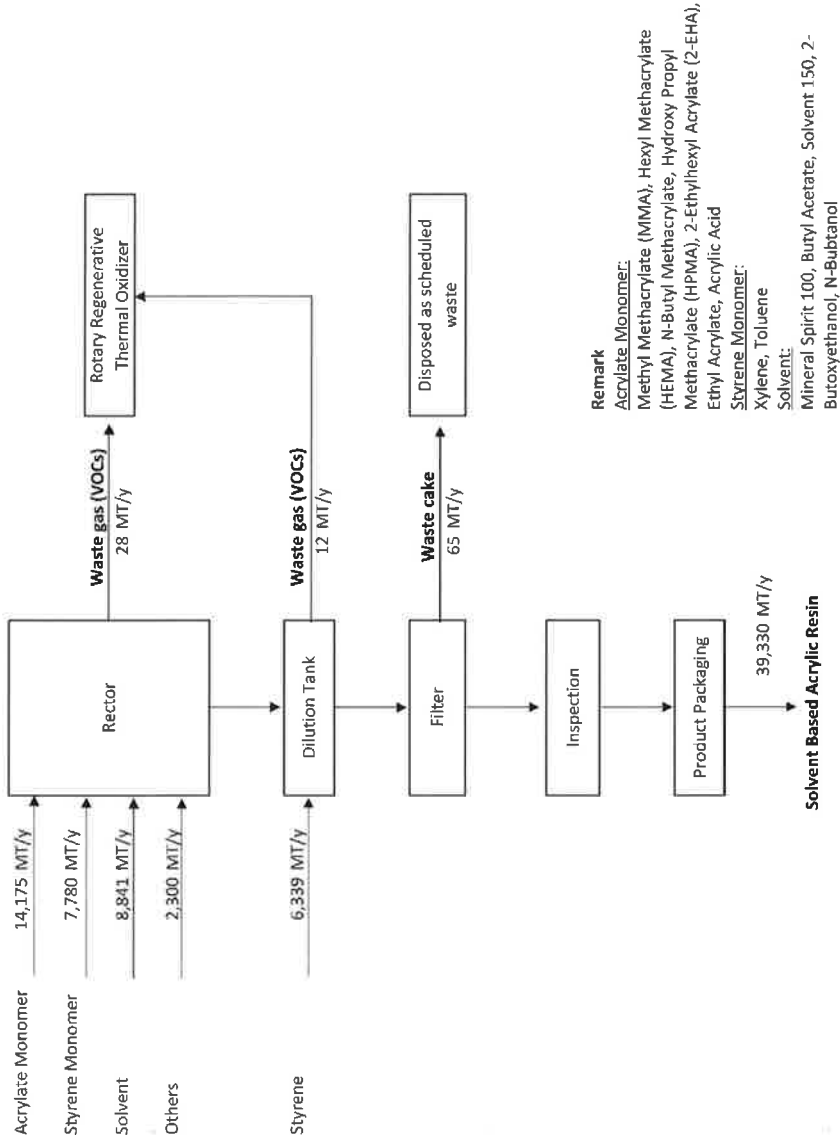 Acrylate Monomer
14,175 MT/y
Styrene Monomer
7,780 MT/y
Solvent
8,841 MT/y
Others
2,300 MT/y
Rector
Waste gas (VOCs)
28 MT/y
Rotary Regenerative
Thermal Oxidizer
Styrene
6,339 MT/y
Dilution Tank
Waste gas (VOCs)
12 MT/y
Filter
Waste cake
65 MT/y
Disposed as scheduled
waste
Inspection
Product Packaging
39,330 MT/y
Solvent Based Acrylic Resin
Remark
Acrylate Monomer:
Methyl Methacrylate (MMA), Hexyl Methacrylate
(HEMA), N-Butyl Methacrylate, Hydroxy Propyl
Methacrylate (HPMA), 2-Ethylhexyl Acrylate (2-EHA),
Ethyl Acrylate, Acrylic Acid
Styrene Monomer:
Xylene, Toluene
Solvent:
Mineral Spirit 100, Butyl Acetate, Solvent 150, 2-
Butoxyethanol, N-Bubtanol